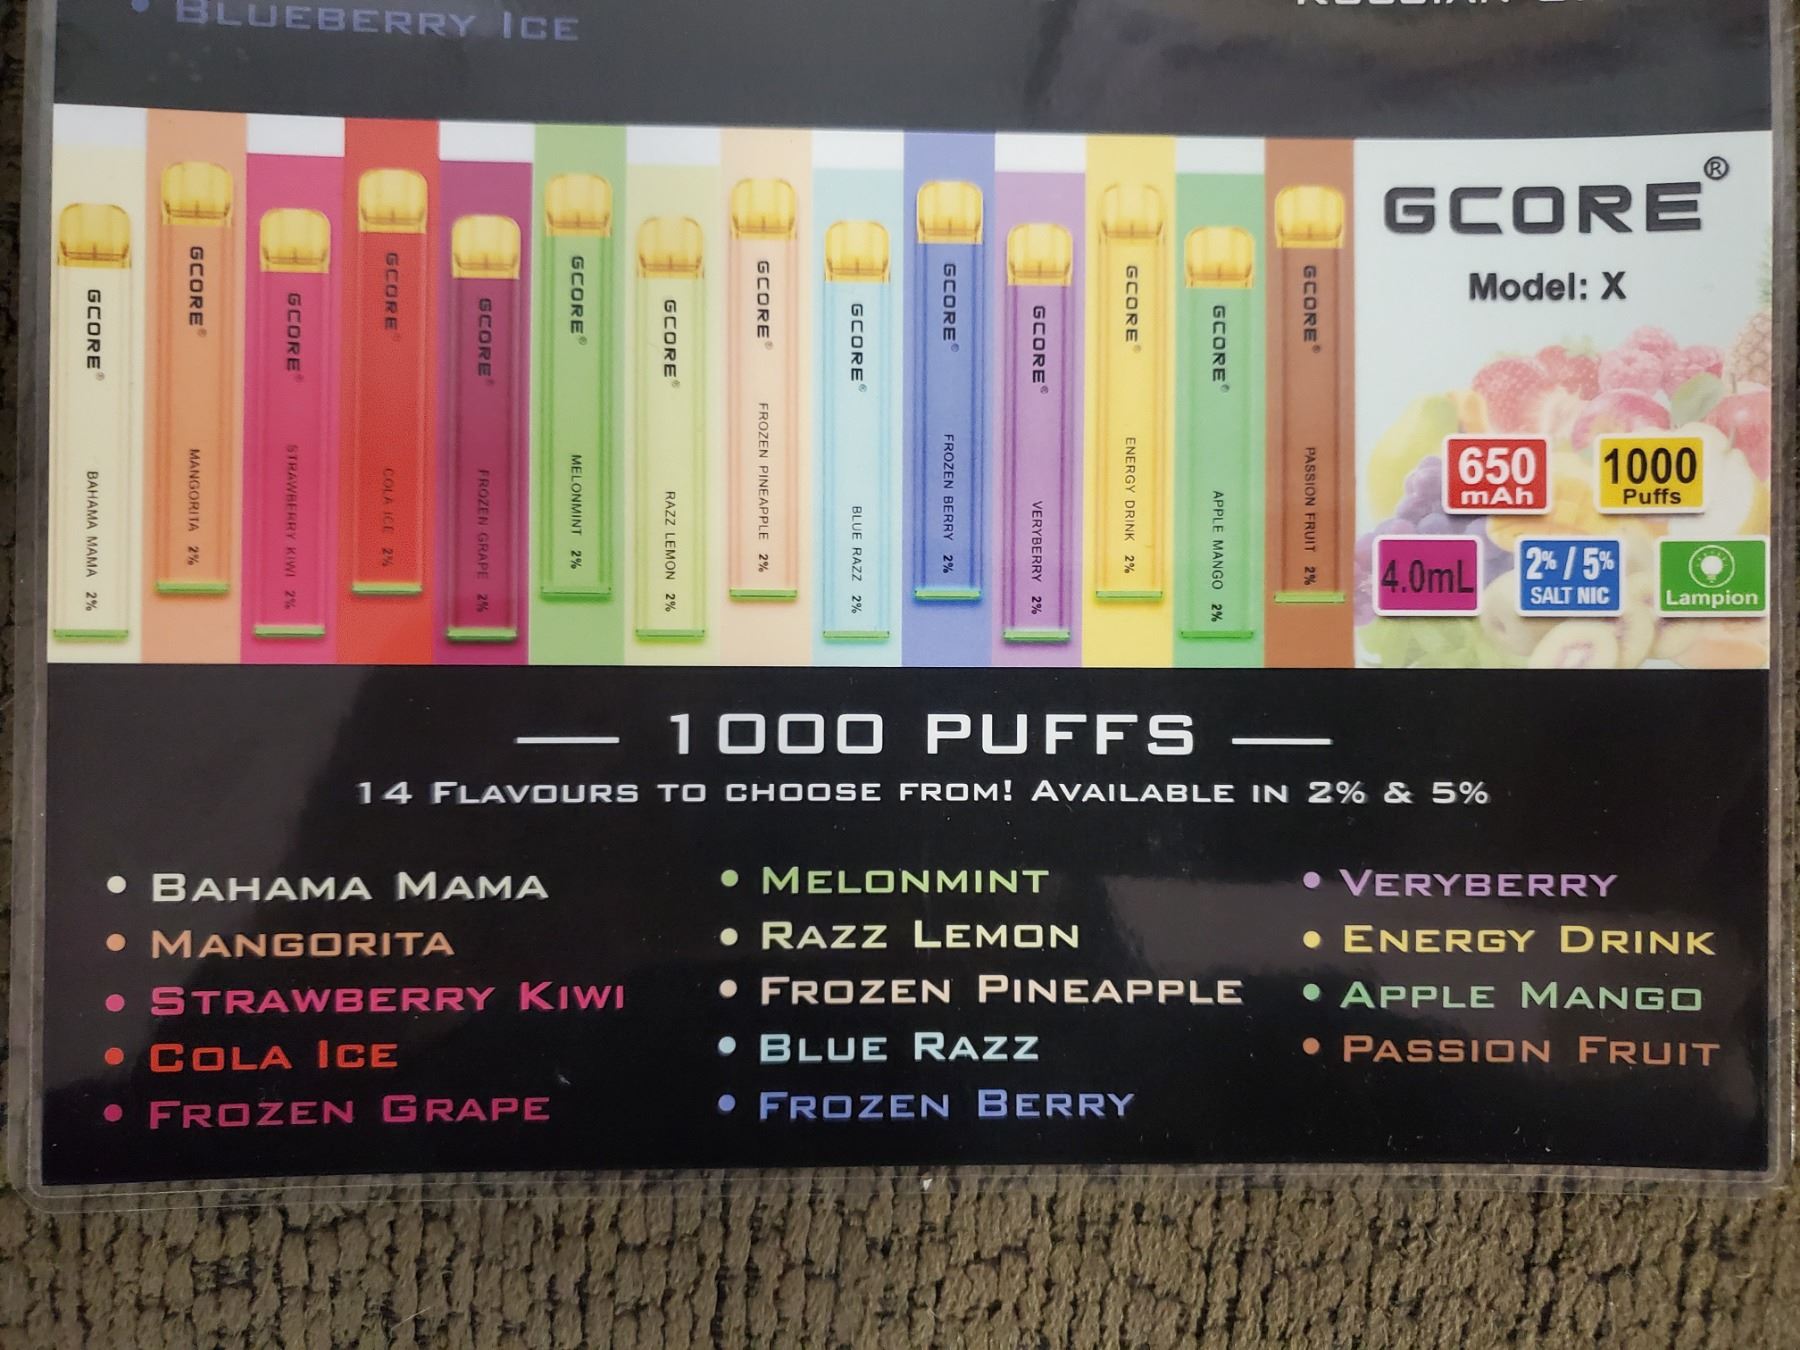 • Blueberry Ice
GCORE® BAHAMA MAMA 2%
GCORE® MANGORITA 2%
GCORE® STRAWBERRY KIWI 2%
GCORE® COLA ICE 2%
GCORE® FROZEN GRAPE 2%
GCORE® MELONMINT 2%
GCORE® RAZZ LEMON 2%
GCORE® FROZEN PINEAPPLE 2%
GCORE® BLUE RAZZ 2%
GCORE® FROZEN BERRY 2%
GCORE® VERYBERRY 2%
GCORE® ENERGY DRINK 2%
GCORE® APPLE MANGO 2%
GCORE® PASSION FRUIT 2%
GCORE®
Model: X
650 mAh
1000 Puffs
4.0mL
2% / 5%
SALT NIC
Lampion
1000 PUFFS
14 Flavours to choose from! Available in 2% & 5%
• Bahama Mama
• Mangorita
• Strawberry Kiwi
• Cola Ice
• Frozen Grape
• Melonmint
• Razz Lemon
• Frozen Pineapple
• Blue Razz
• Frozen Berry
• Veryberry
• Energy Drink
• Apple Mango
• Passion Fruit